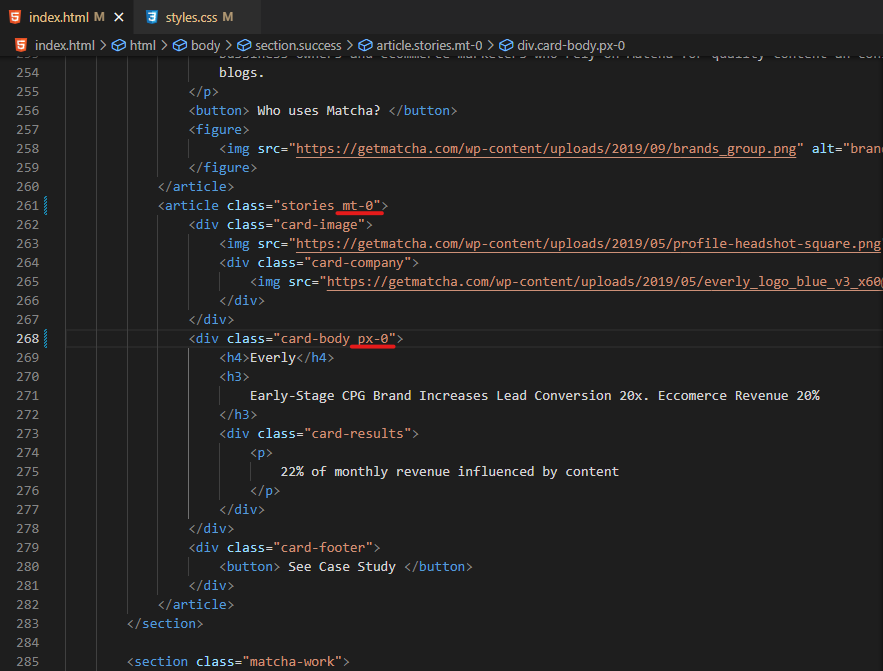 index.html M × styles.css M
index.html > html > body > section.success > article.stories.mt-0 > div.card-body.px-0
254 blogs.
255 </p>
256 <button> Who uses Matcha? </button>
257 <figure>
258 <img src="https://getmatcha.com/wp-content/uploads/2019/09/brands_group.png" alt="bran
259 </figure>
260 </article>
261 <article class="stories mt-0">
262 <div class="card-image">
263 <img src="https://getmatcha.com/wp-content/uploads/2019/05/profile-headshot-square.png
264 <div class="card-company">
265 <img src="https://getmatcha.com/wp-content/uploads/2019/05/everly_logo_blue_v3_x60
266 </div>
267 </div>
268 <div class="card-body px-0">
269 <h4>Everly</h4>
270 <h3>
271 Early-Stage CPG Brand Increases Lead Conversion 20x. Eccomerce Revenue 20%
272 </h3>
273 <div class="card-results">
274 <p>
275 22% of monthly revenue influenced by content
276 </p>
277 </div>
278 </div>
279 <div class="card-footer">
280 <button> See Case Study </button>
281 </div>
282 </article>
283 </section>
284
285 <section class="matcha-work">